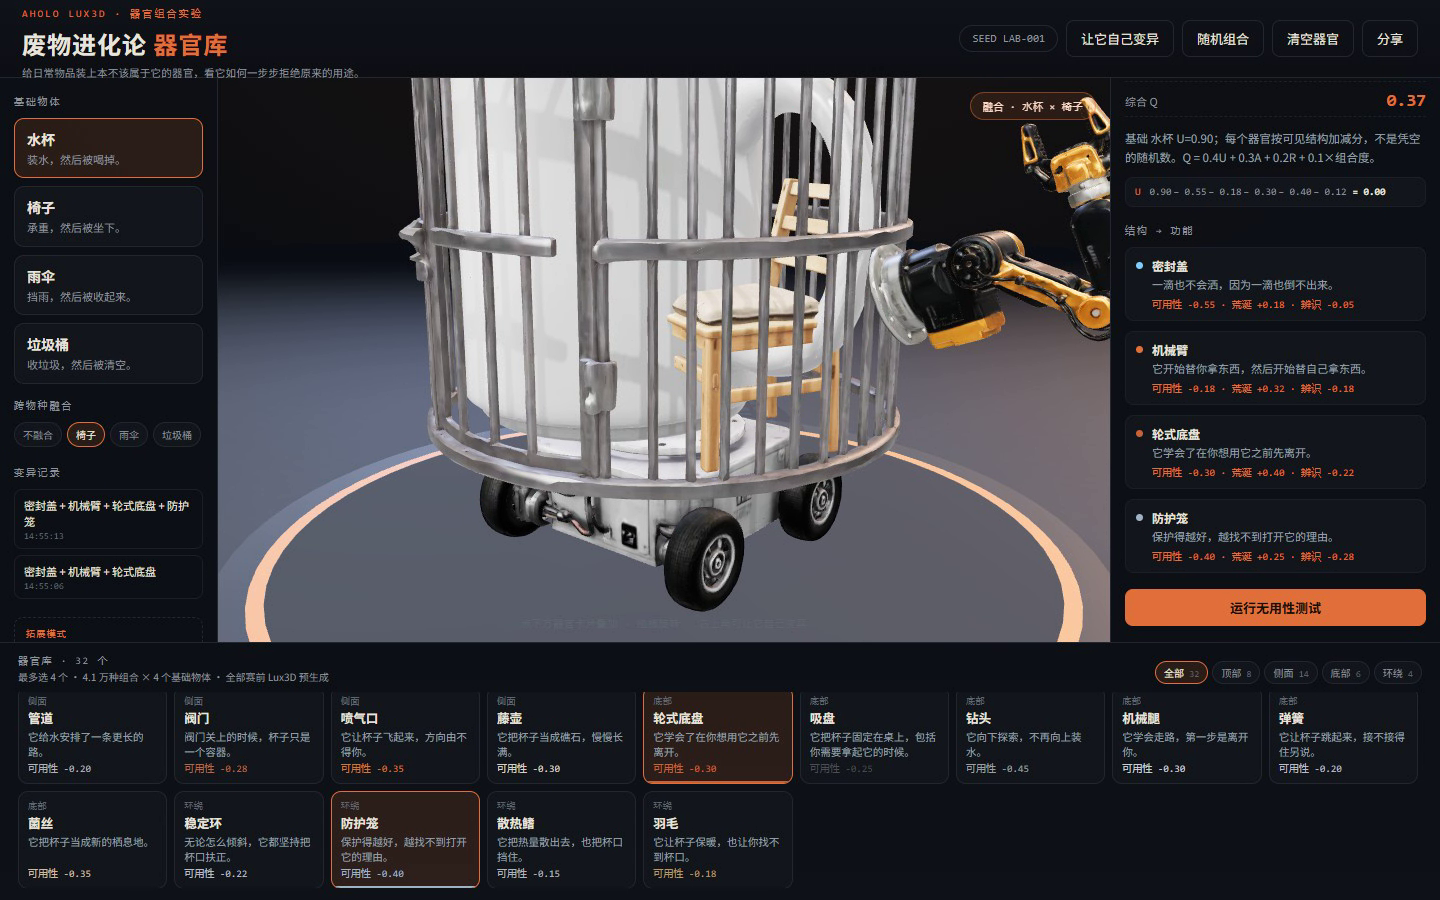 AHOLO LUX3D · 器官组合实验
废物进化论 器官库
给日常物品装上本不该属于它的器官，看它如何一步步拒绝原来的用途。
SEED LAB-001
让它自己变异
随机组合
清空器官
分享
基础物体
水杯
装水，然后被喝掉。
椅子
承重，然后被坐下。
雨伞
挡雨，然后被收起来。
垃圾桶
收垃圾，然后被清空。
跨物种融合
不融合
椅子
雨伞
垃圾桶
变异记录
密封盖＋机械臂＋轮式底盘＋防护
笼
14:55:13
密封盖＋机械臂＋轮式底盘
14:55:06
拓展模式
融合 · 水杯 × 椅子
综合 Q
0.37
基础 水杯 U=0.90；每个器官按可见结构加减分，不是凭空
的随机数。Q = 0.4U + 0.3A + 0.2R + 0.1×组合度。
U 0.90 − 0.55 − 0.18 − 0.30 − 0.40 − 0.12 = 0.00
结构 → 功能
密封盖
一滴也不会洒，因为一滴也倒不出来。
可用性 -0.55 · 荒诞 +0.18 · 辨识 -0.05
机械臂
它开始替你拿东西，然后开始替自己拿东西。
可用性 -0.18 · 荒诞 +0.32 · 辨识 -0.18
轮式底盘
它学会了在你想用它之前先离开。
可用性 -0.30 · 荒诞 +0.40 · 辨识 -0.22
防护笼
保护得越好，越找不到打开它的理由。
可用性 -0.40 · 荒诞 +0.25 · 辨识 -0.28
运行无用性测试
器官库 · 32 个
最多选 4 个 · 4.1 万种组合 × 4 个基础物体 · 全部赛前 Lux3D 预生成
全部 32
顶部 8
侧面 14
底部 6
环绕 4
侧面
管道
它给水安排了一条更长的
路。
可用性 -0.20
侧面
阀门
阀门关上的时候，杯子只是
一个容器。
可用性 -0.28
侧面
喷气口
它让杯子飞起来，方向由不
得你。
可用性 -0.35
侧面
藤壶
它把杯子当成礁石，慢慢长
满。
可用性 -0.30
底部
轮式底盘
它学会了在你想用它之前先
离开。
可用性 -0.30
底部
吸盘
它把杯子固定在桌上，包括
你需要拿起它的时候。
可用性 -0.25
底部
钻头
它向下探索，不再向上装
水。
可用性 -0.45
底部
机械腿
它学会走路，第一步是离开
你。
可用性 -0.30
底部
弹簧
它让杯子跳起来，接不接得
住另说。
可用性 -0.20
底部
菌丝
它把杯子当成新的栖息地。
可用性 -0.35
环绕
稳定环
无论怎么倾斜，它都坚持把
杯口扶正。
可用性 -0.22
环绕
防护笼
保护得越好，越找不到打开
它的理由。
可用性 -0.40
环绕
散热鳍
它把热量散出去，也把杯口
挡住。
可用性 -0.15
环绕
羽毛
它让杯子保暖，也让你找不
到杯口。
可用性 -0.18